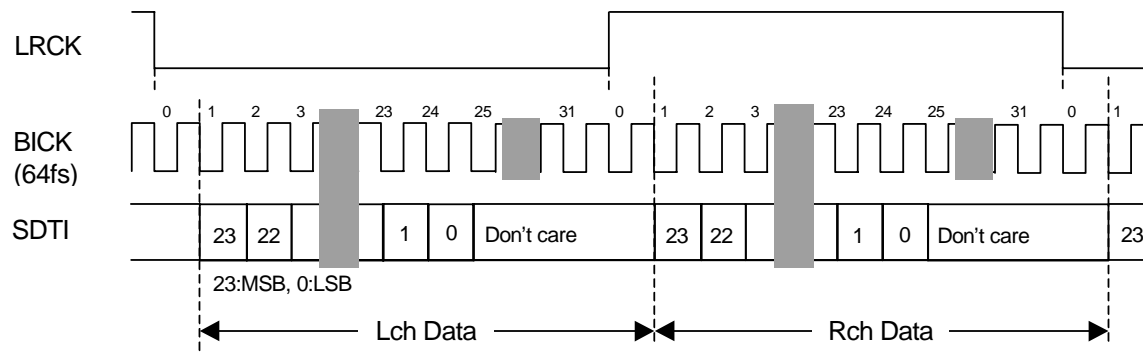 LRCK
0 1 2 3 23 24 25 31 0 1 2 3 23 24 25 31 0 1
BICK
(64fs)
SDTI 23 22 1 0 Don't care 23 22 1 0 Don't care 23
23:MSB, 0:LSB
Lch Data Rch Data